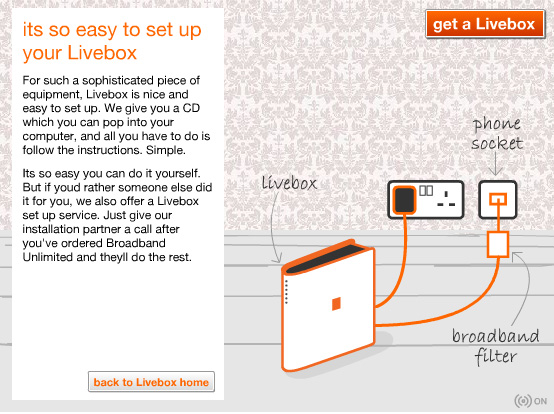 its so easy to set up
your Livebox
For such a sophisticated piece of
equipment, Livebox is nice and
easy to set up. We give you a CD
which you can pop into your
computer, and all you have to do is
follow the instructions. Simple.
Its so easy you can do it yourself.
But if youd rather someone else did
it for you, we also offer a Livebox
set up service. Just give our
installation partner a call after
you've ordered Broadband
Unlimited and theyll do the rest.
back to Livebox home
get a Livebox
phone
socket
livebox
broadband
filter
ON